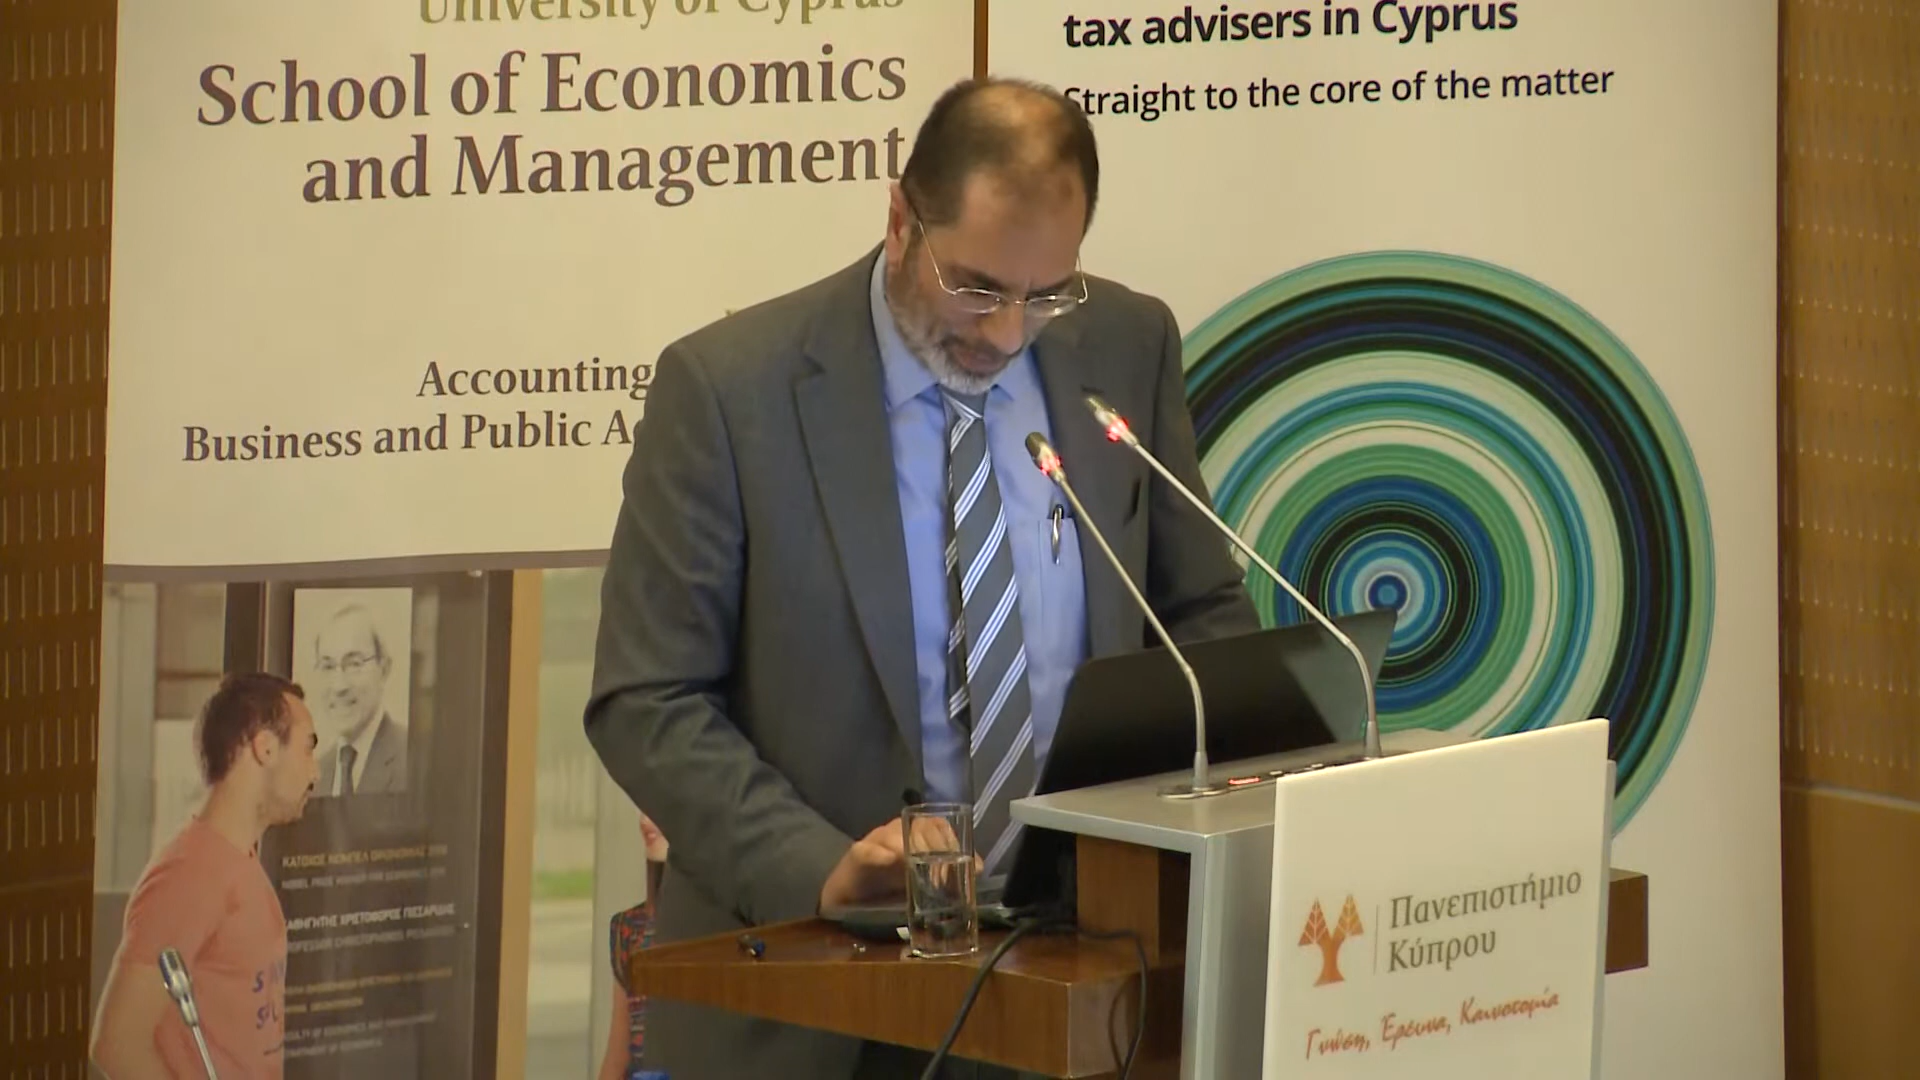 University of Cyprus
School of Economics
and Management
Accounting
Business and Public A
tax advisers in Cyprus
Straight to the core of the matter
Πανεπιστήμιο
Κύπρου
Γνώση, Έρευνα, Καινοτομία